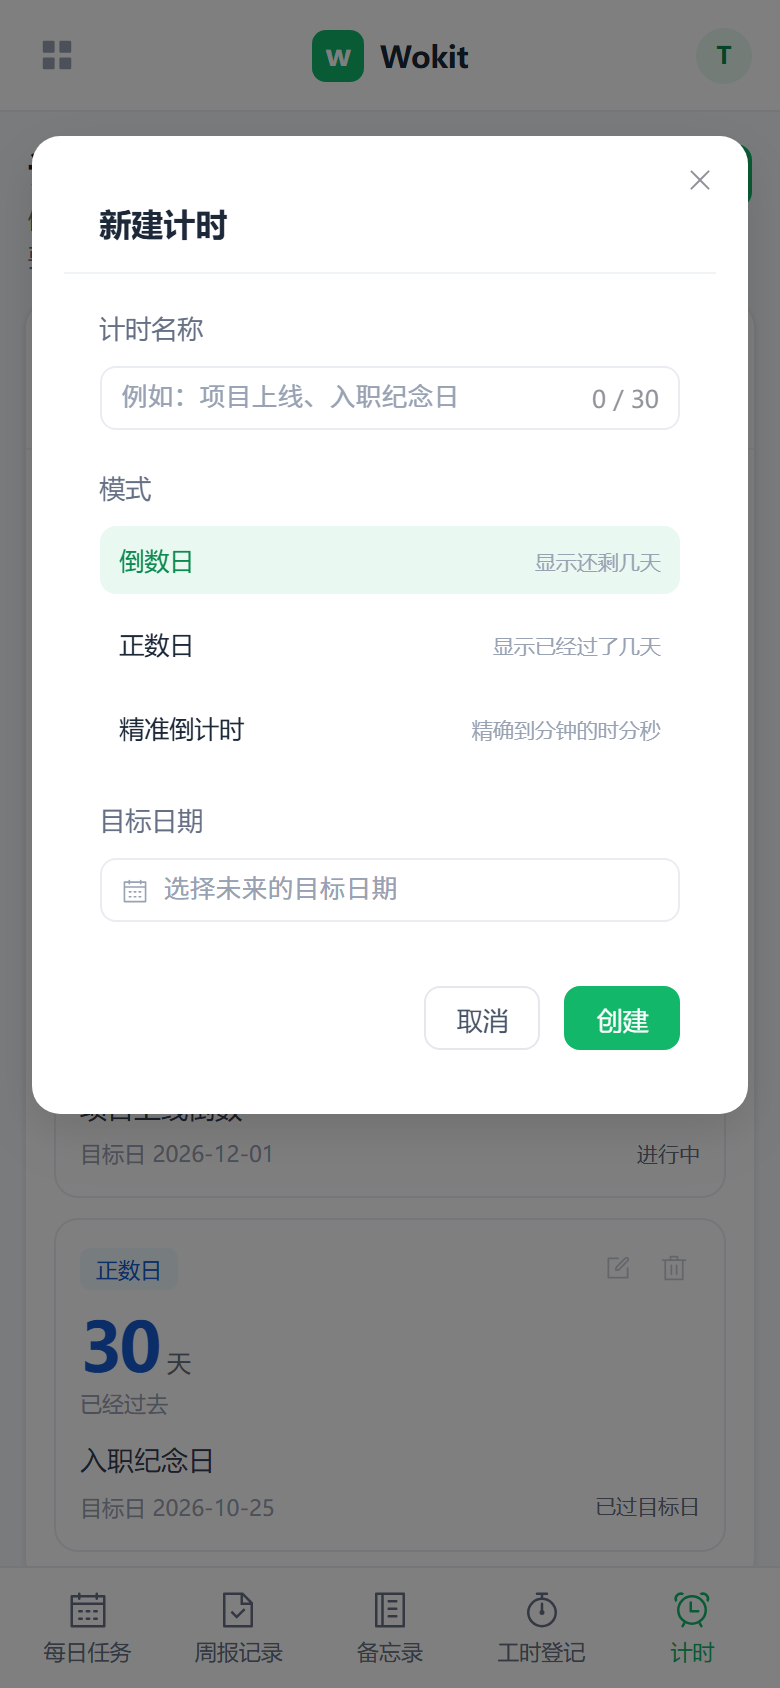 W Wokit T
新建计时
计时名称
例如：项目上线、入职纪念日 0 / 30
模式
倒数日 显示还剩几天
正数日 显示已经过了几天
精准倒计时 精确到分钟的时分秒
目标日期
选择未来的目标日期
取消 创建
项目上线倒数
目标日 2026-12-01 进行中
正数日
30 天
已经过去
入职纪念日
目标日 2026-10-25 已过目标日
每日任务 周报记录 备忘录 工时登记 计时